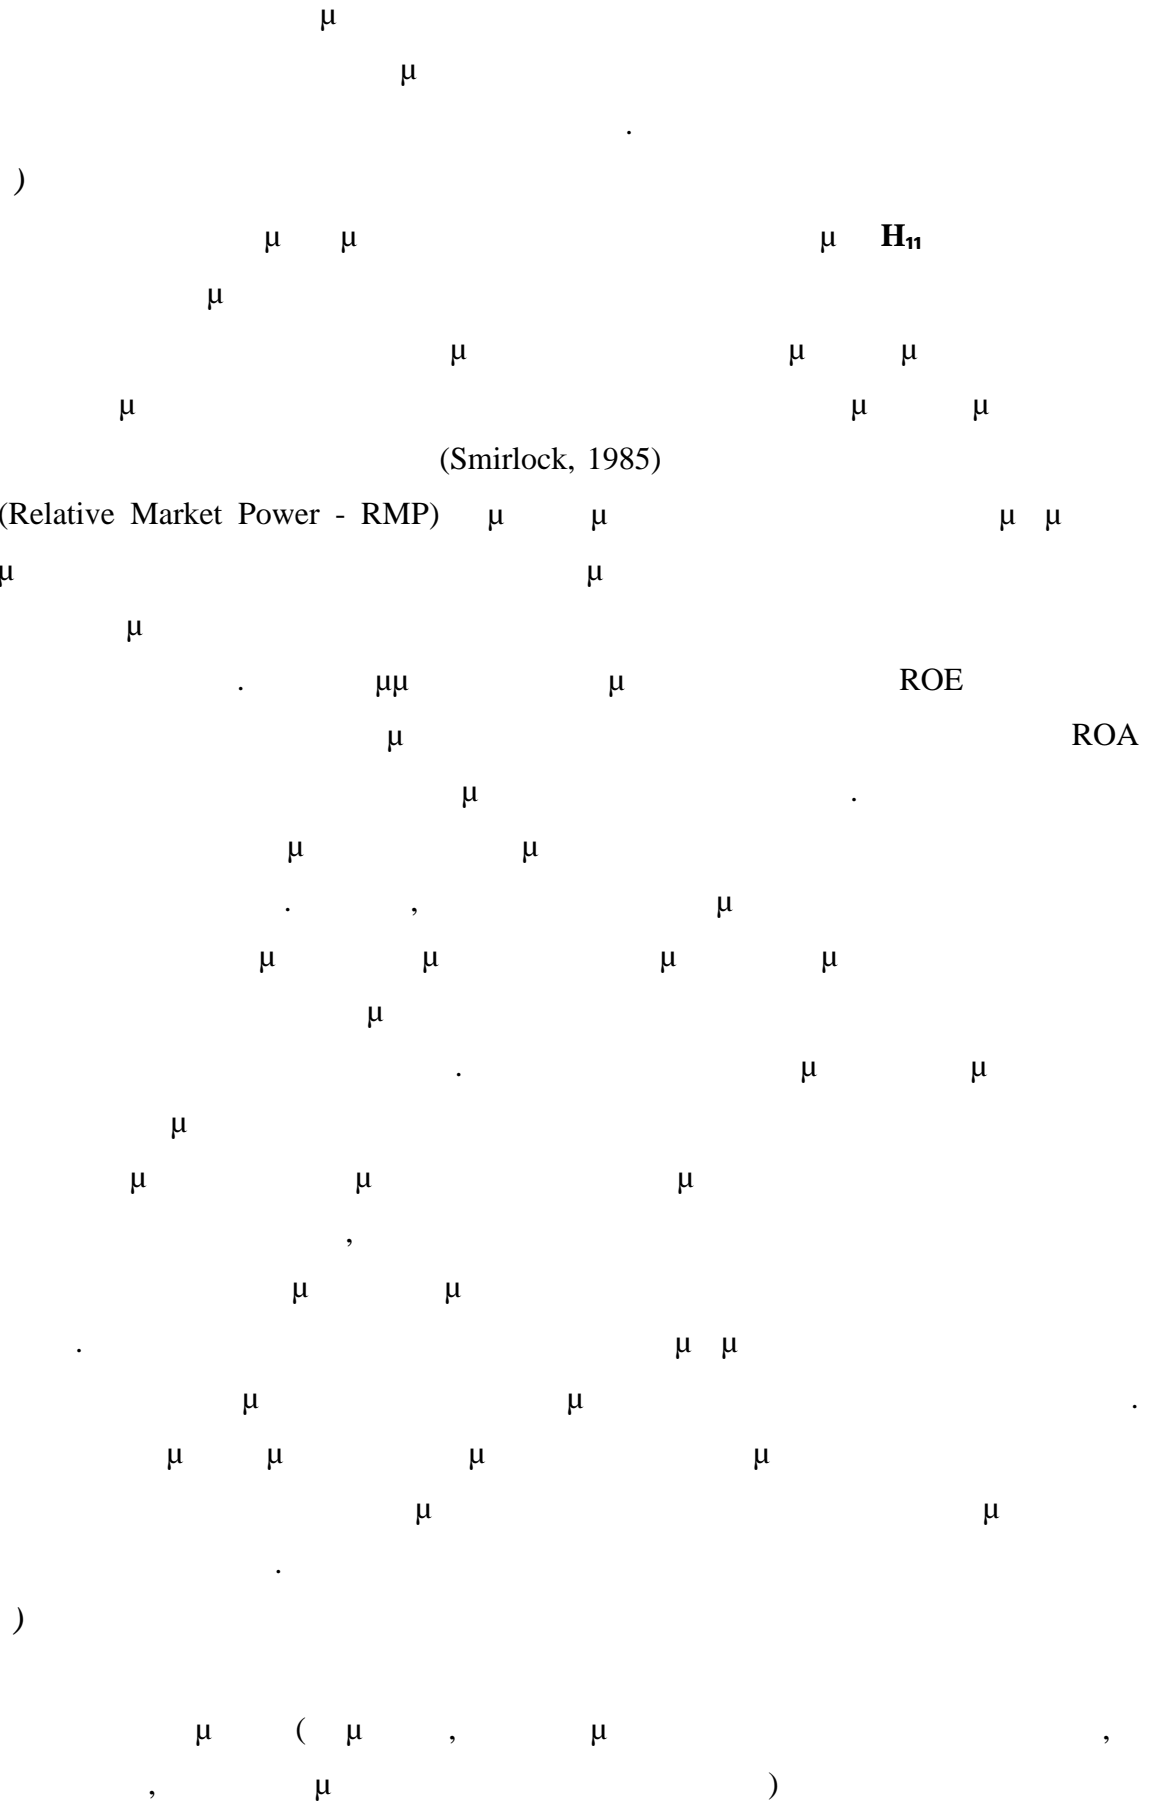 μ
μ
.
)
μ μ μ H₁₁
μ
μ μ μ
μ μ μ
(Smirlock, 1985)
(Relative Market Power - RMP) μ μ μ μ
μ μ
μ
. μμ μ ROE
μ ROA
μ .
μ μ
. , μ
μ μ μ μ
μ
. μ μ
μ
μ μ μ
,
μ μ
. μ μ
μ μ .
μ μ μ μ
μ μ
.
)
μ ( μ , μ ,
, μ )